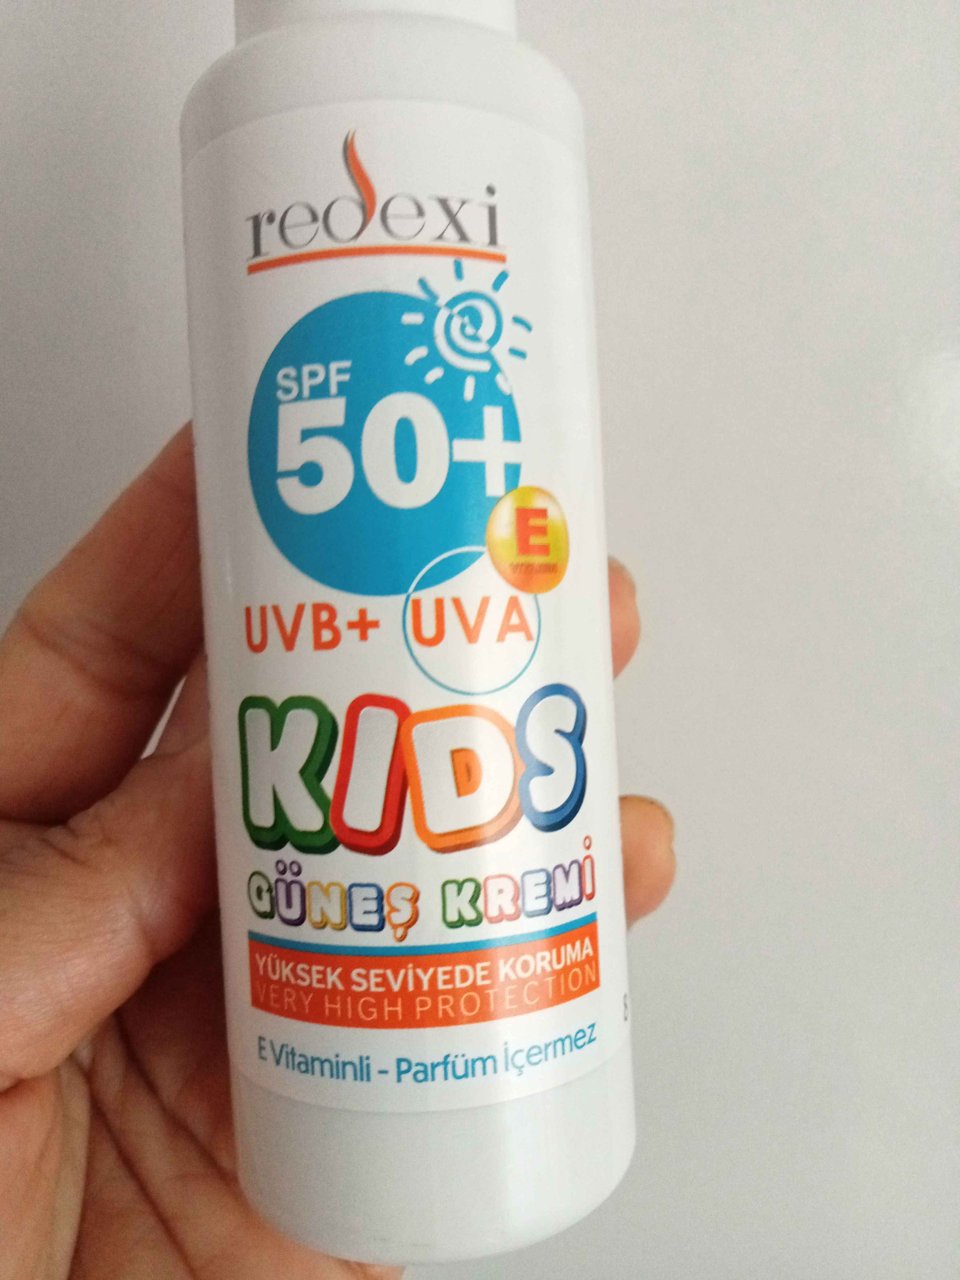 redexi
SPF
50+
E
UVB+ UVA
KIDS
GÜNEŞ KREMİ
YÜKSEK SEVİYEDE KORUMA
VERY HIGH PROTECTION
E Vitaminli - Parfüm İçermez